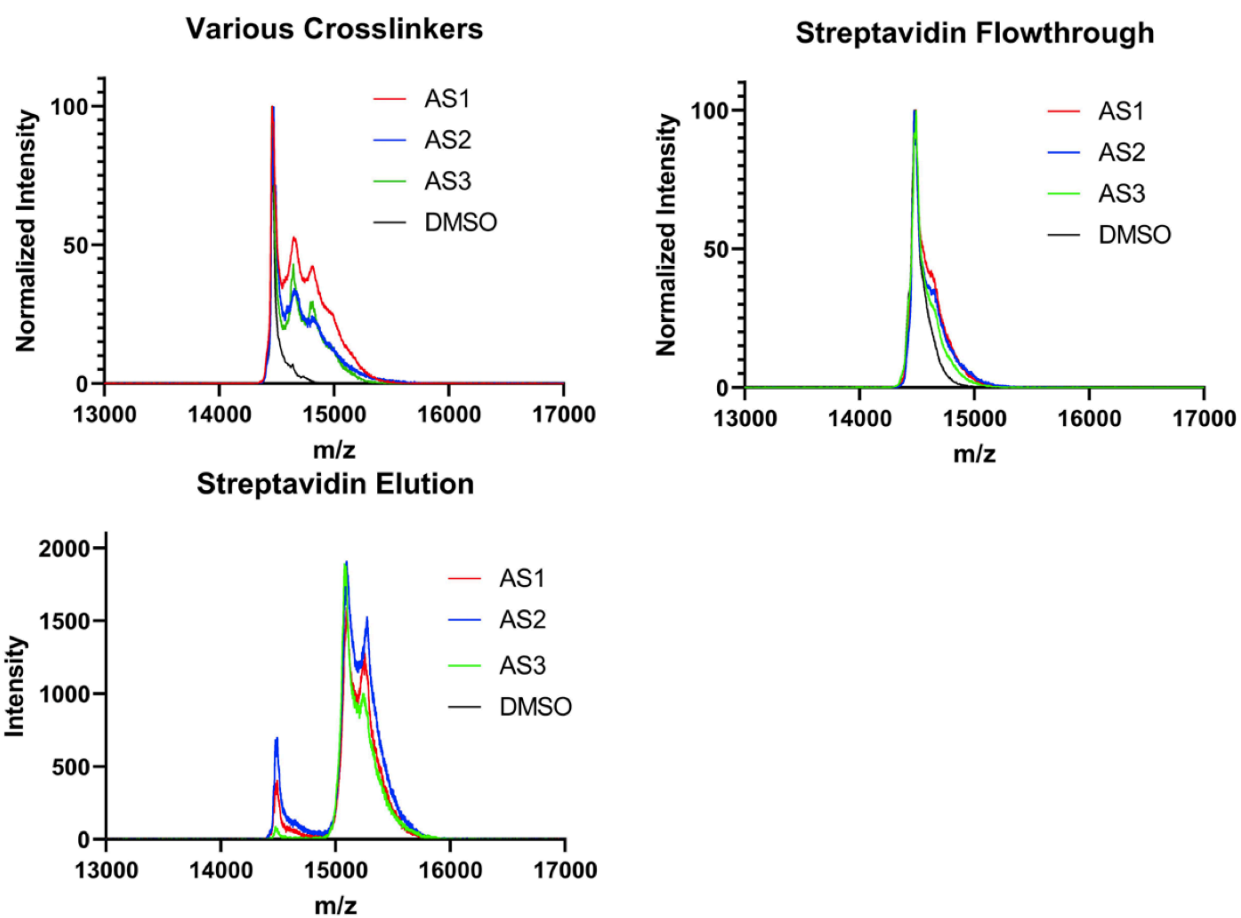 Various Crosslinkers
Normalized Intensity
100
50
0
13000 14000 15000 16000 17000
m/z
AS1
AS2
AS3
DMSO
Streptavidin Flowthrough
Normalized Intensity
100
50
0
13000 14000 15000 16000 17000
m/z
AS1
AS2
AS3
DMSO
Streptavidin Elution
Intensity
2000
1500
1000
500
0
13000 14000 15000 16000 17000
m/z
AS1
AS2
AS3
DMSO